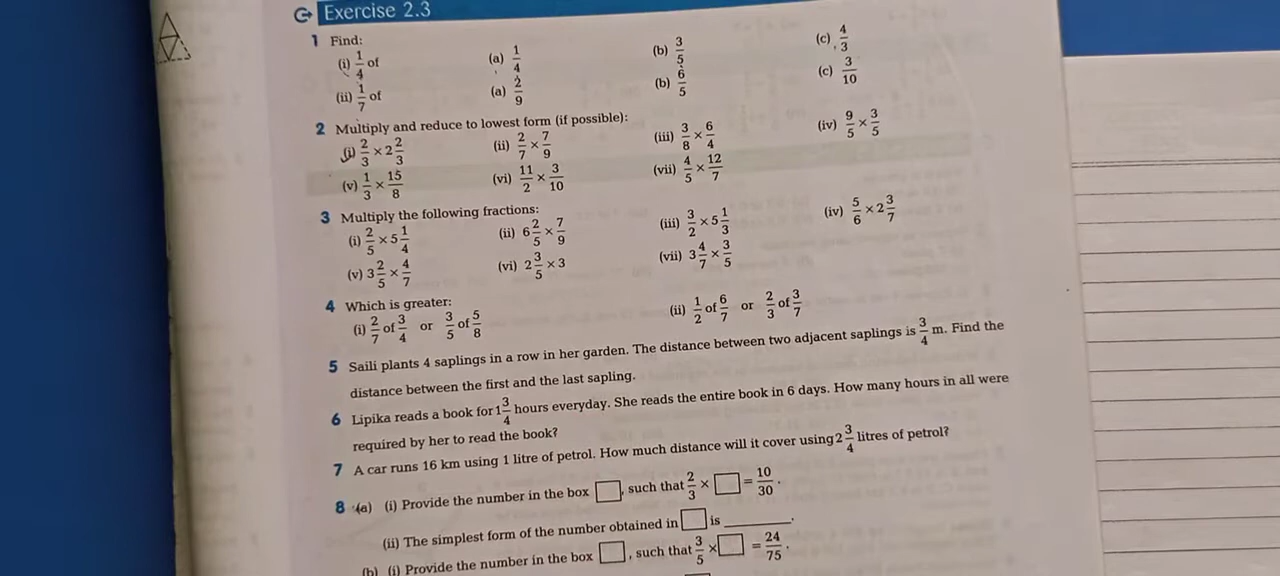 Exercise 2.3
1 Find:
(i) 1/4 of (a) 1/4 (b) 3/5 (c) 4/3
(ii) 1/7 of (a) 2/9 (b) 6/5 (c) 3/10
2 Multiply and reduce to lowest form (if possible):
(i) 2/3 × 2 2/3 (ii) 2/7 × 7/9 (iii) 3/8 × 6/4 (iv) 9/5 × 3/5
(v) 1/3 × 15/8 (vi) 11/2 × 3/10 (vii) 4/5 × 12/7
3 Multiply the following fractions:
(i) 2/5 × 5 1/4 (ii) 6 2/5 × 7/9 (iii) 3/2 × 5 1/3 (iv) 5/6 × 2 3/7
(v) 3 2/5 × 4/7 (vi) 2 3/5 × 3 (vii) 3 4/7 × 3/5
4 Which is greater:
(i) 2/7 of 3/4 or 3/5 of 5/8 (ii) 1/2 of 6/7 or 2/3 of 3/7
5 Saili plants 4 saplings in a row in her garden. The distance between two adjacent saplings is 3/4 m. Find the
distance between the first and the last sapling.
6 Lipika reads a book for 1 3/4 hours everyday. She reads the entire book in 6 days. How many hours in all were
required by her to read the book?
7 A car runs 16 km using 1 litre of petrol. How much distance will it cover using 2 3/4 litres of petrol?
8 (a) (i) Provide the number in the box □, such that 2/3 × □ = 10/30.
(ii) The simplest form of the number obtained in □ is ______.
(b) (i) Provide the number in the box □, such that 3/5 × □ = 24/75.